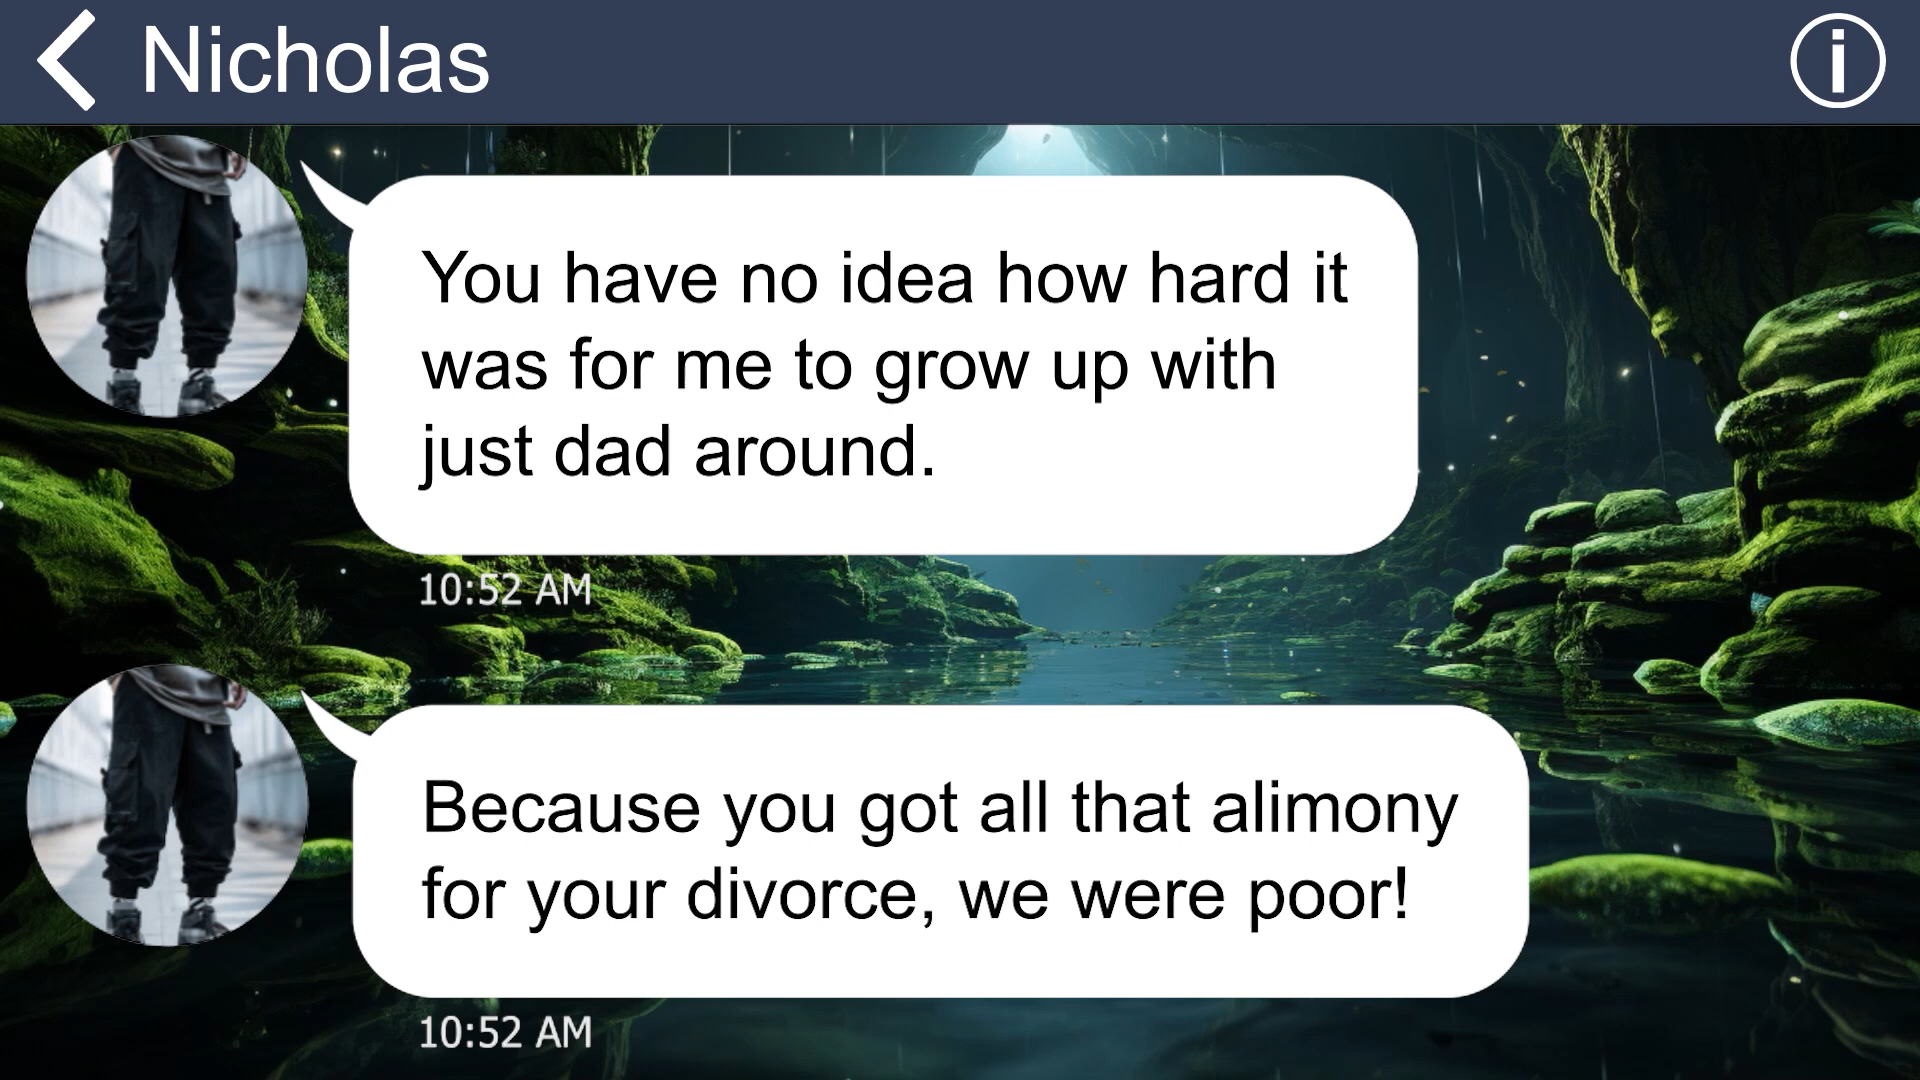 Nicholas
You have no idea how hard it
was for me to grow up with
just dad around.
10:52 AM
Because you got all that alimony
for your divorce, we were poor!
10:52 AM